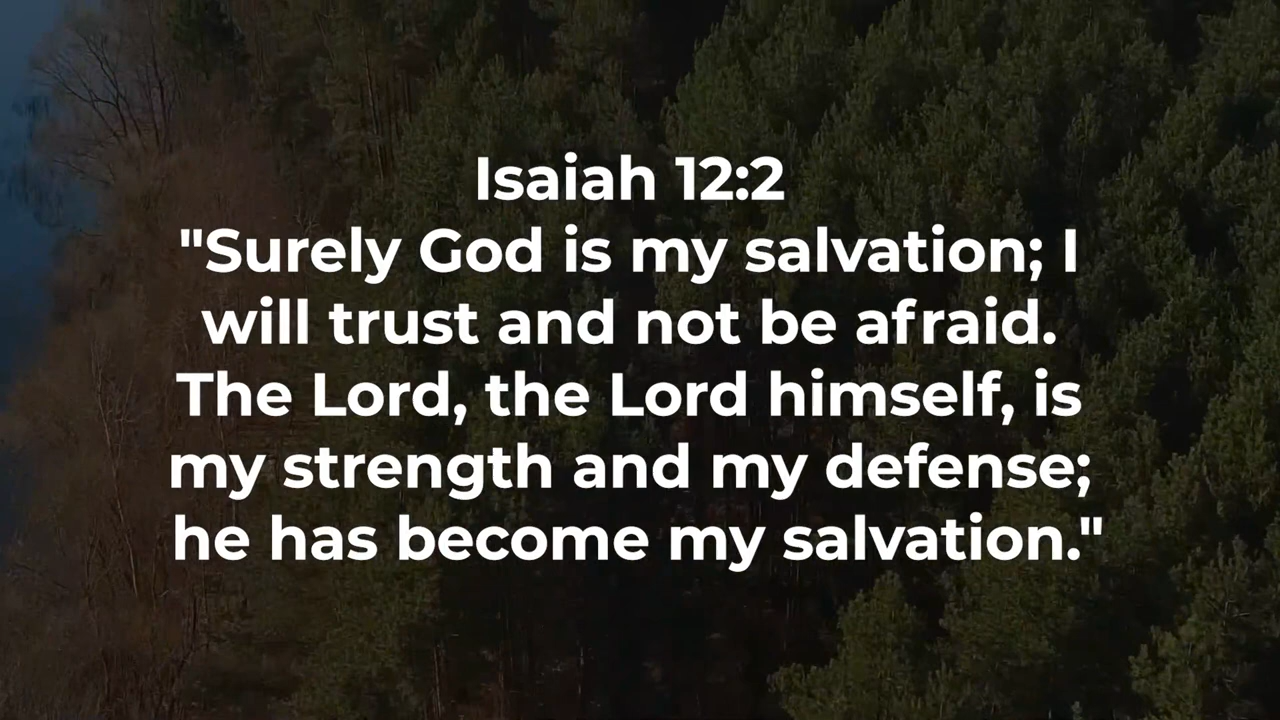 Isaiah 12:2
"Surely God is my salvation; I
will trust and not be afraid.
The Lord, the Lord himself, is
my strength and my defense;
he has become my salvation."